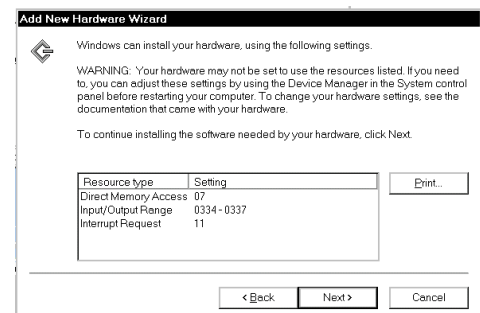 Add New Hardware Wizard
Windows can install your hardware, using the following settings.
WARNING: Your hardware may not be set to use the resources listed. If you need
to, you can adjust these settings by using the Device Manager in the System control
panel before restarting your computer. To change your hardware settings, see the
documentation that came with your hardware.
To continue installing the software needed by your hardware, click Next.
Resource type Setting
Direct Memory Access 07
Input/Output Range 0334 - 0337
Interrupt Request 11
Print...
< Back Next > Cancel